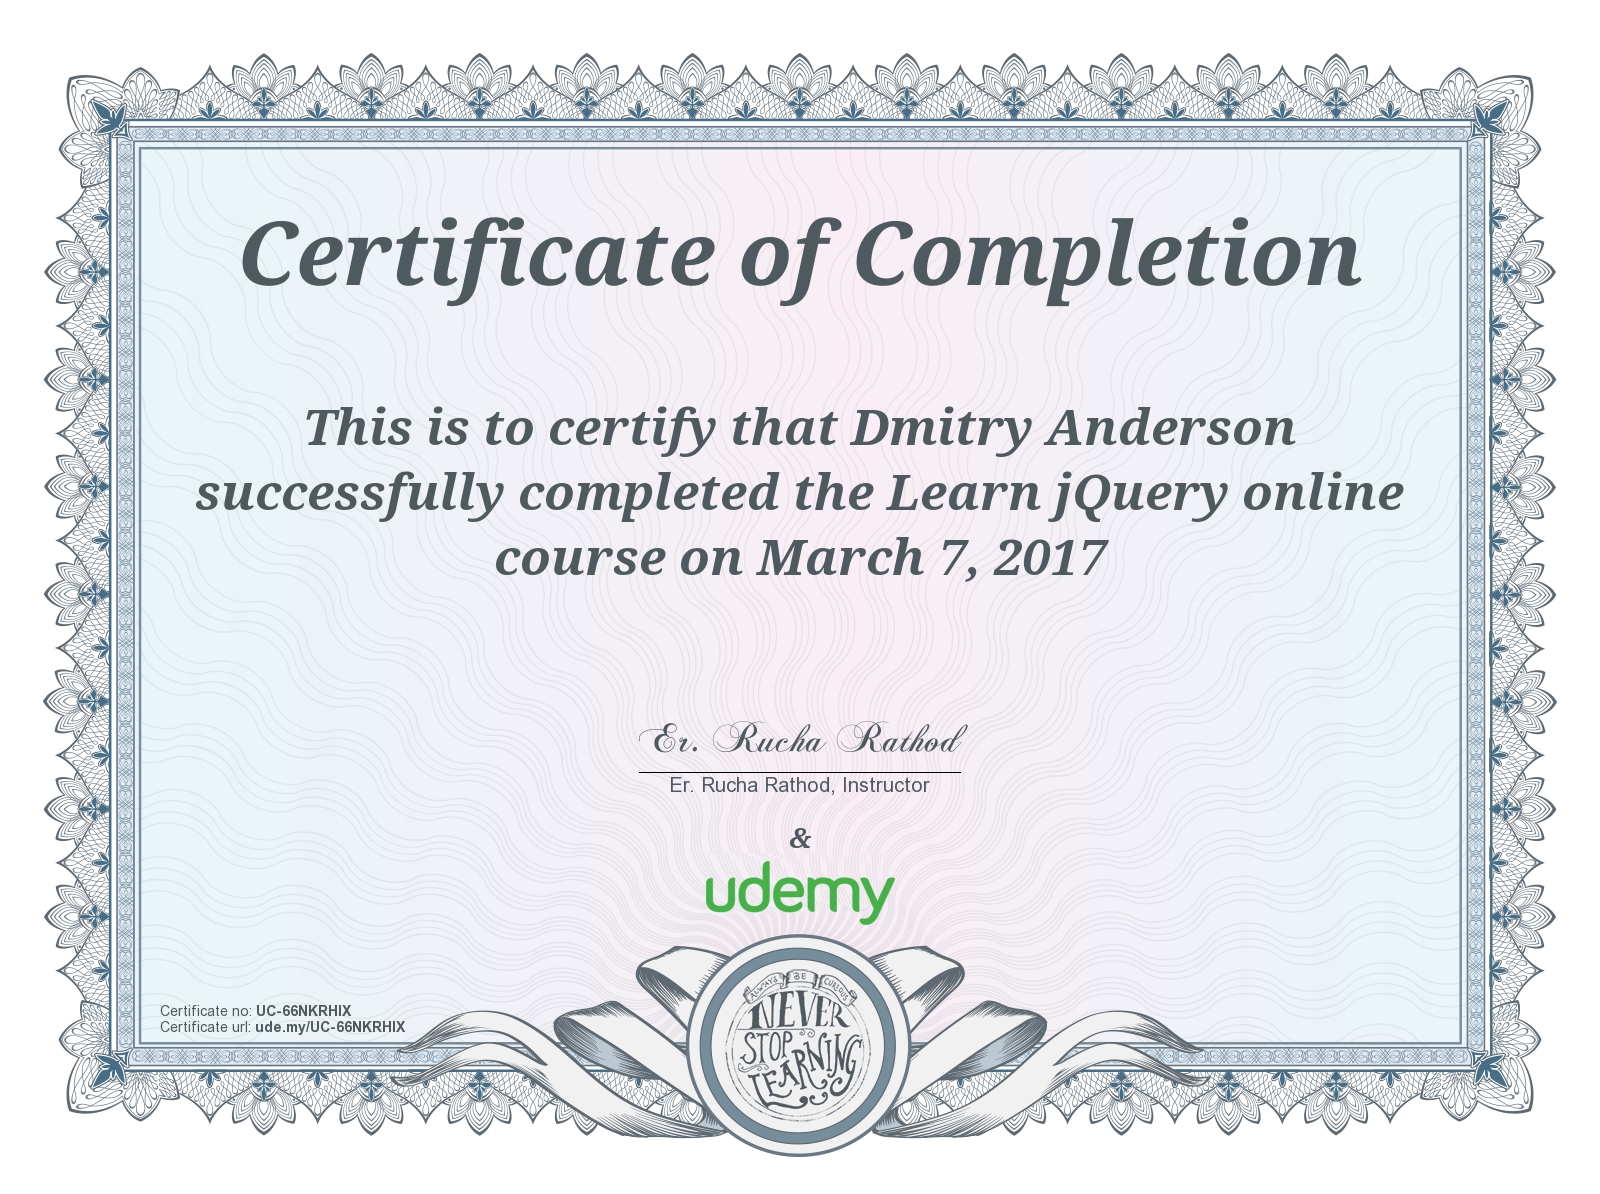 Certificate of Completion
This is to certify that Dmitry Anderson
successfully completed the Learn jQuery online
course on March 7, 2017
Er. Rucha Rathod
Er. Rucha Rathod, Instructor
&
udemy
Certificate no: UC-66NKRHIX
Certificate url: ude.my/UC-66NKRHIX
ALWAYS BE CURIOUS
NEVER
STOP
LEARNING